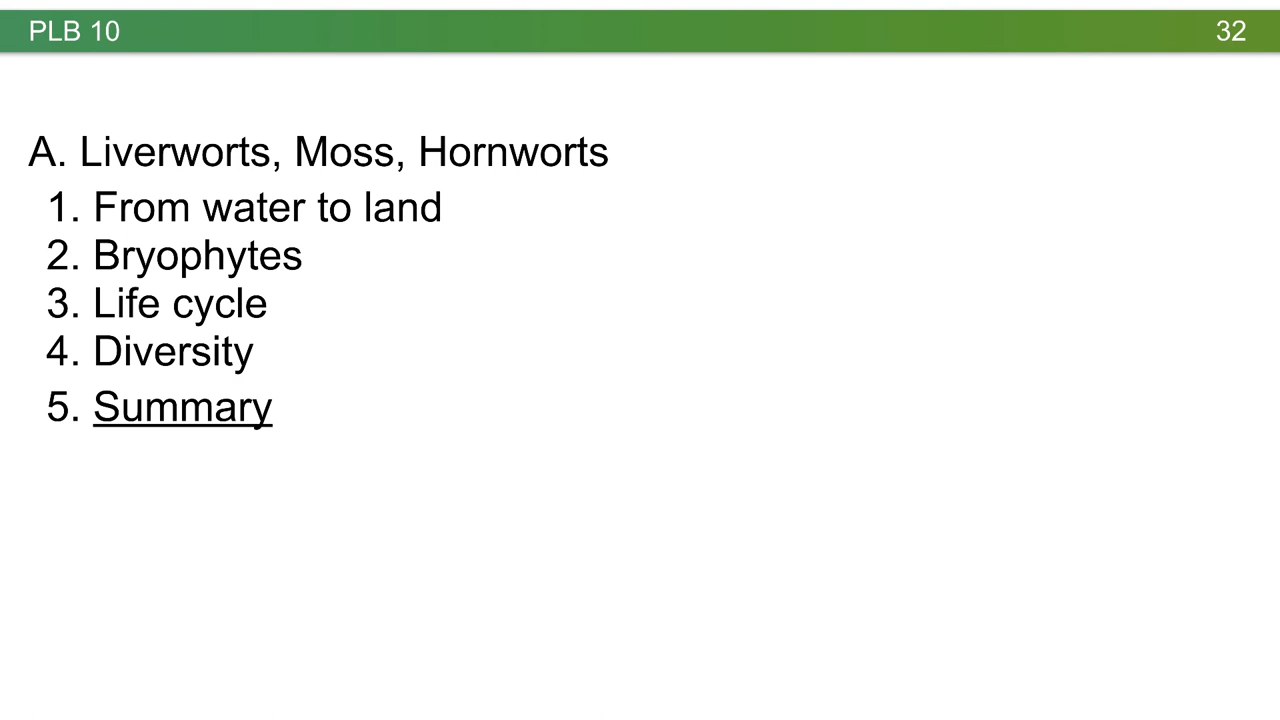 PLB 10
32
A. Liverworts, Moss, Hornworts
1. From water to land
2. Bryophytes
3. Life cycle
4. Diversity
5. Summary